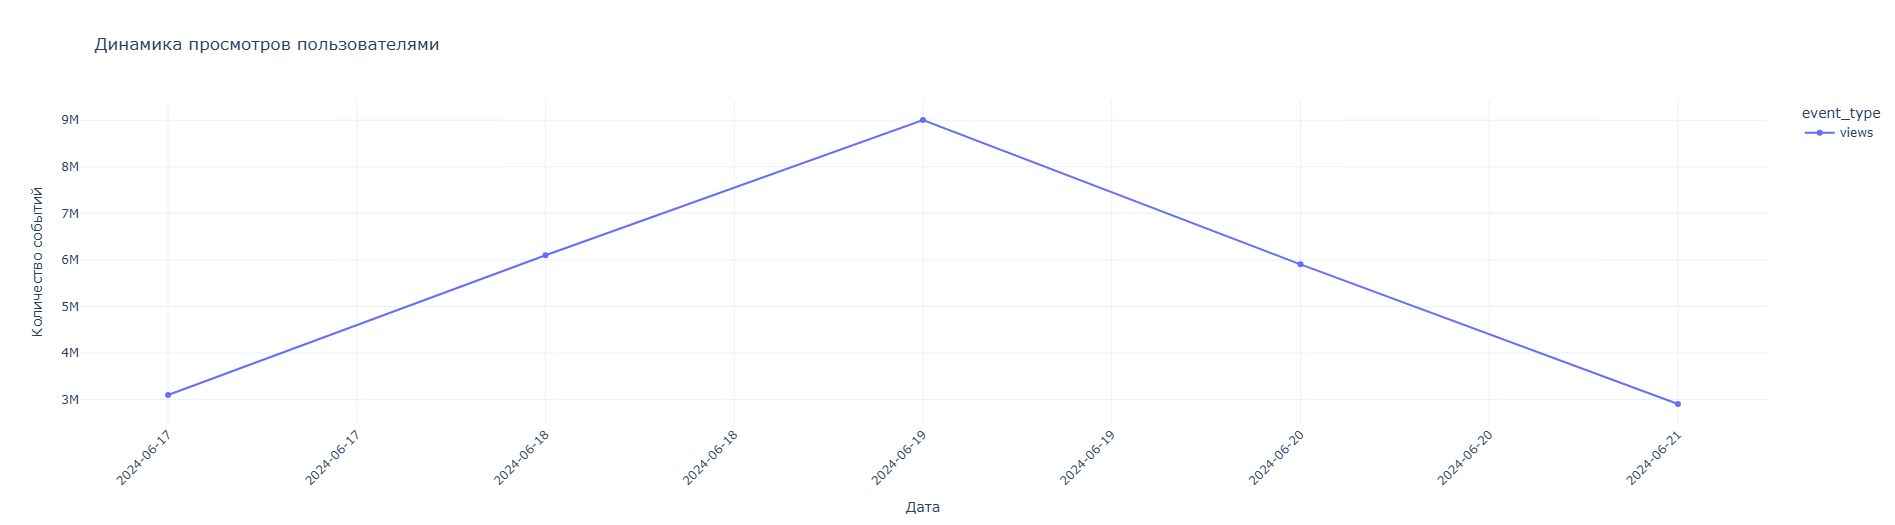 Динамика просмотров пользователями
event_type
views
9M
8M
7M
6M
5M
4M
3M
Количество событий
2024-06-17
2024-06-17
2024-06-18
2024-06-18
2024-06-19
2024-06-19
2024-06-20
2024-06-20
2024-06-21
Дата